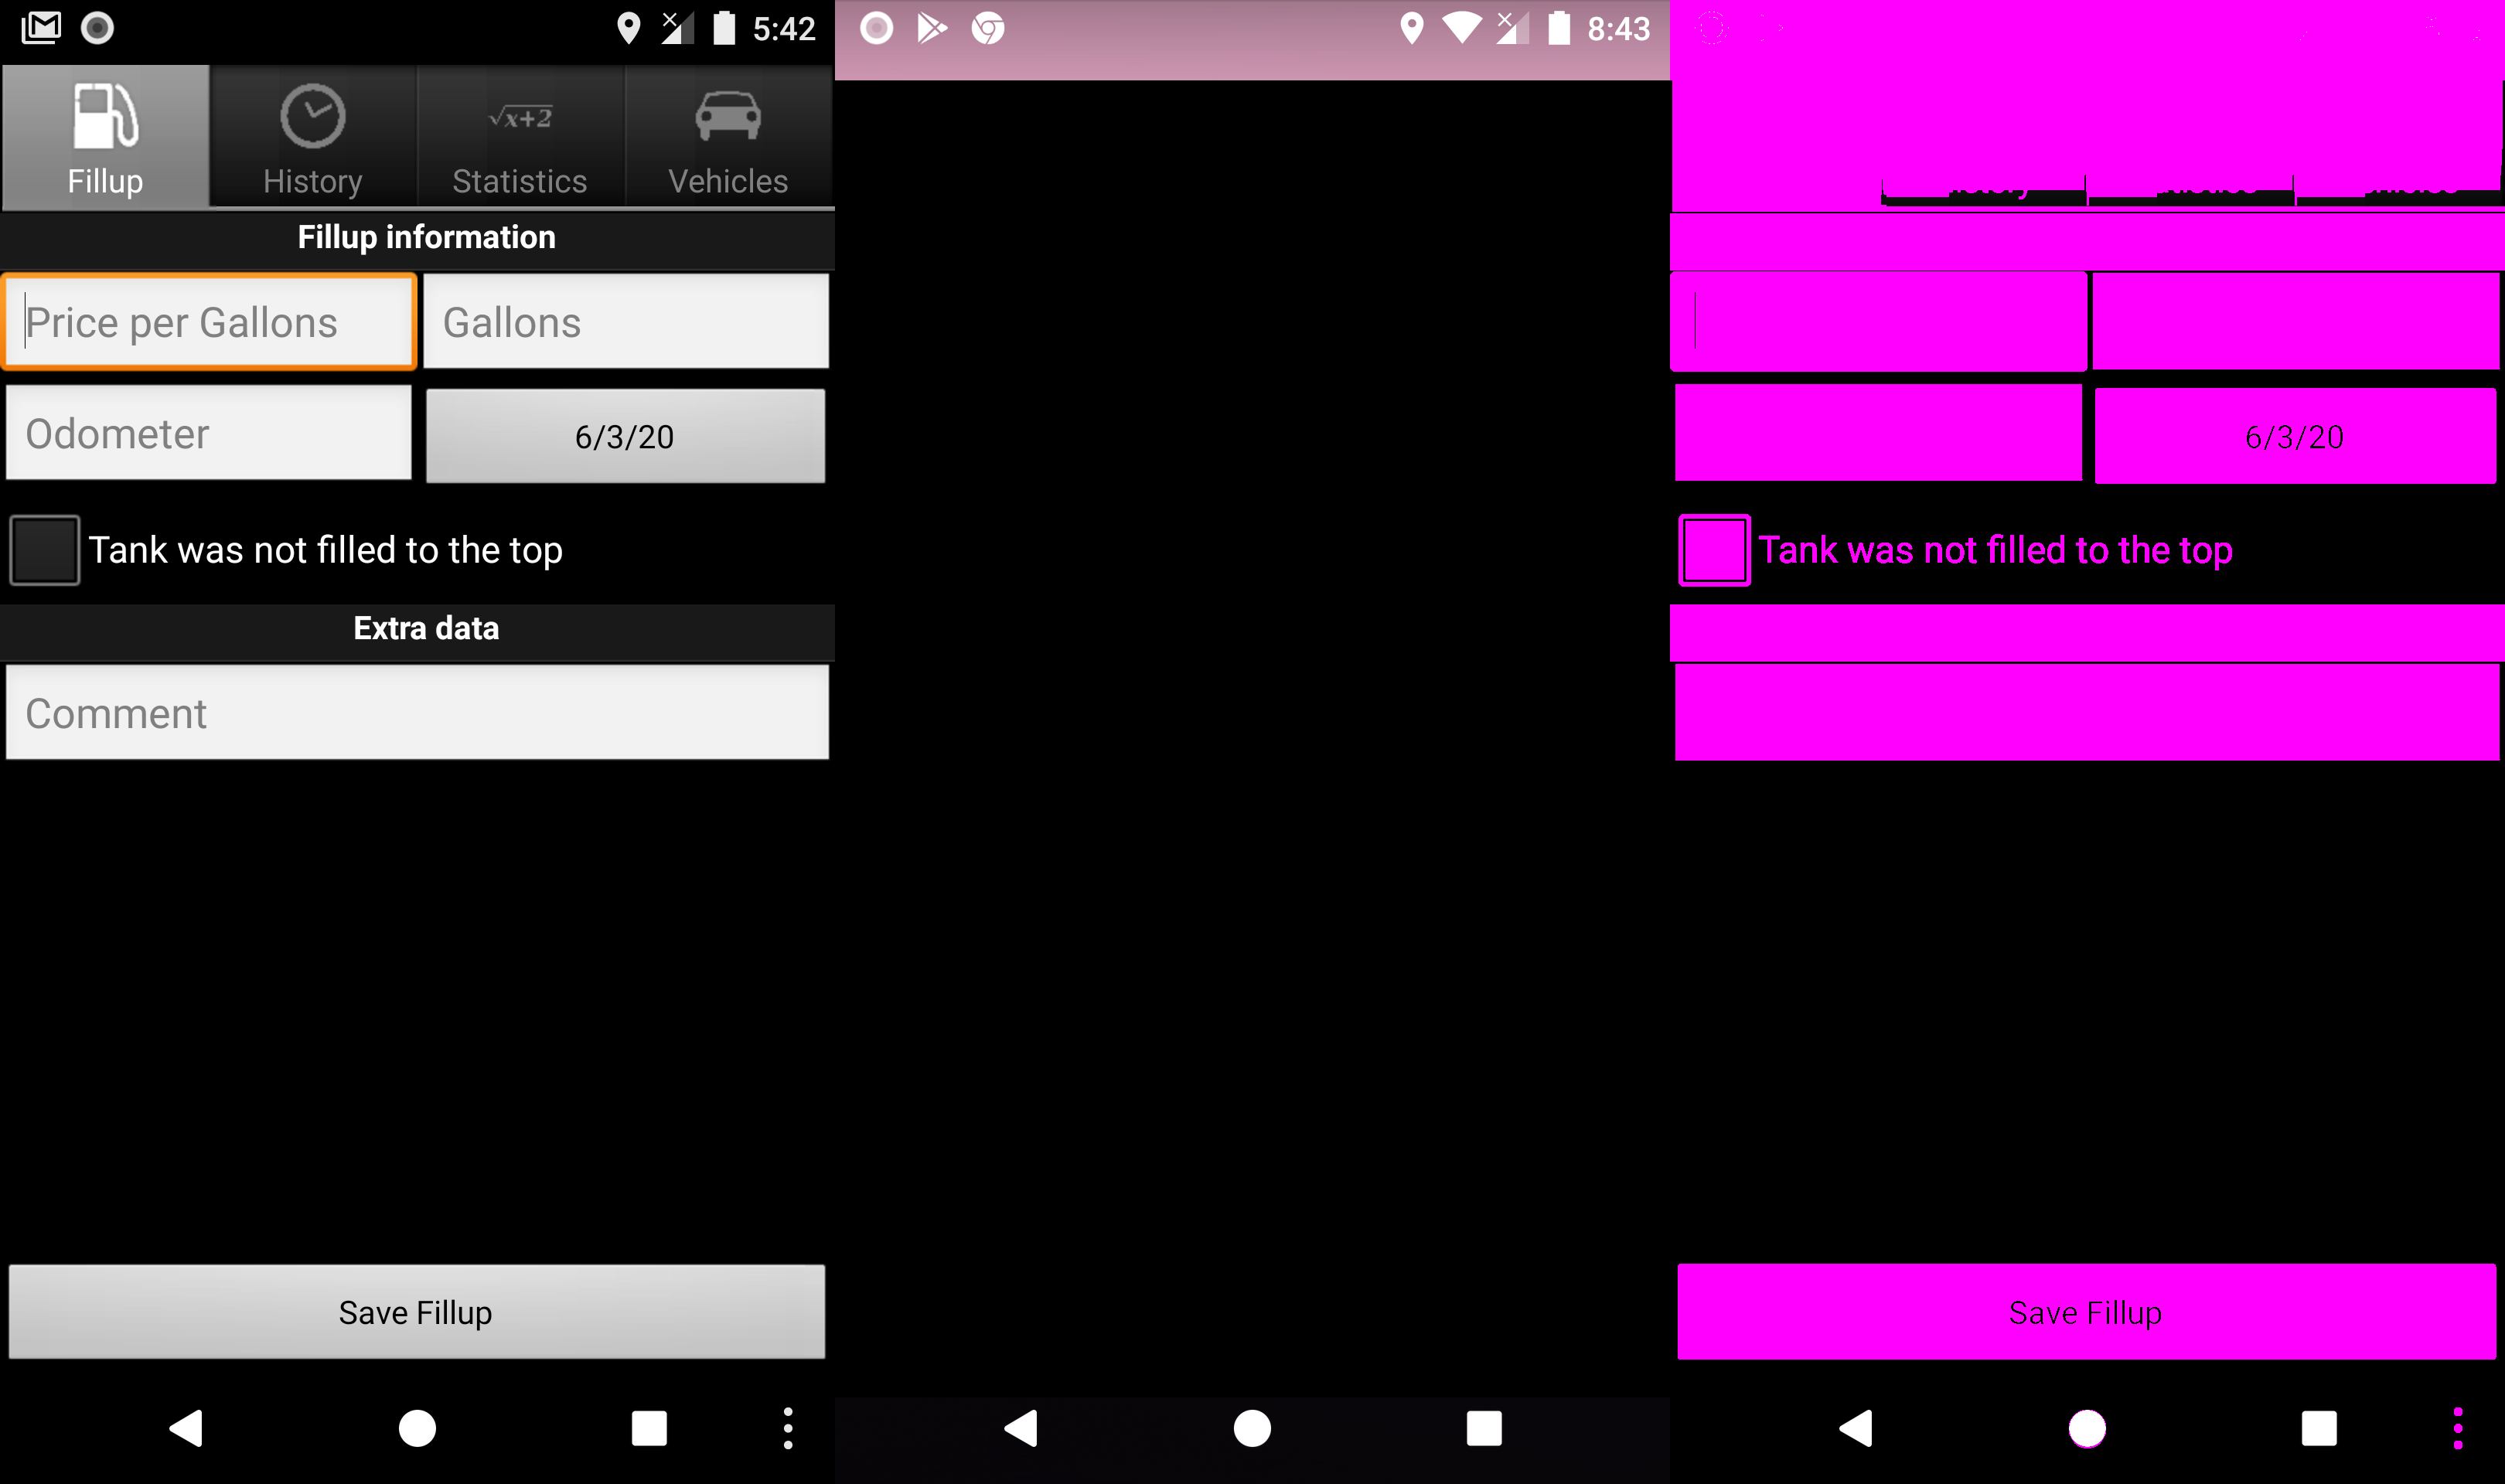 5:42
Fillup History √x+2 Statistics Vehicles
Fillup information
Price per Gallons Gallons
Odometer 6/3/20
Tank was not filled to the top
Extra data
Comment
Save Fillup
8:43
6/3/20
Tank was not filled to the top
Save Fillup